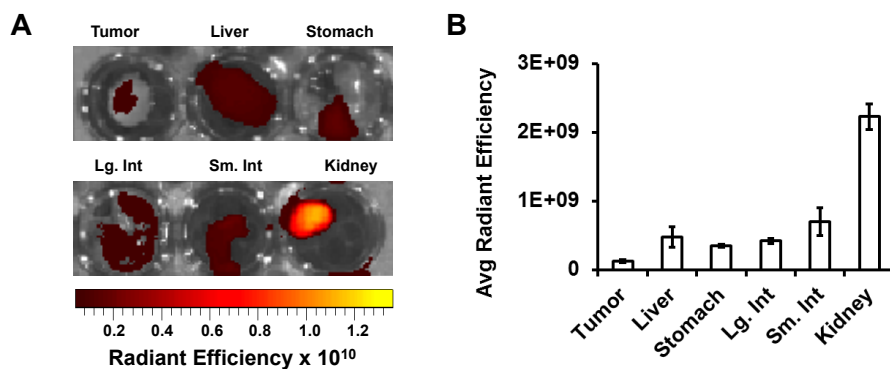 A
Tumor Liver Stomach
Lg. Int Sm. Int Kidney
0.2 0.4 0.6 0.8 1.0 1.2
Radiant Efficiency x 10¹⁰
B
Avg Radiant Efficiency
3E+09
2E+09
1E+09
0
Tumor
Liver
Stomach
Lg. Int
Sm. Int
Kidney